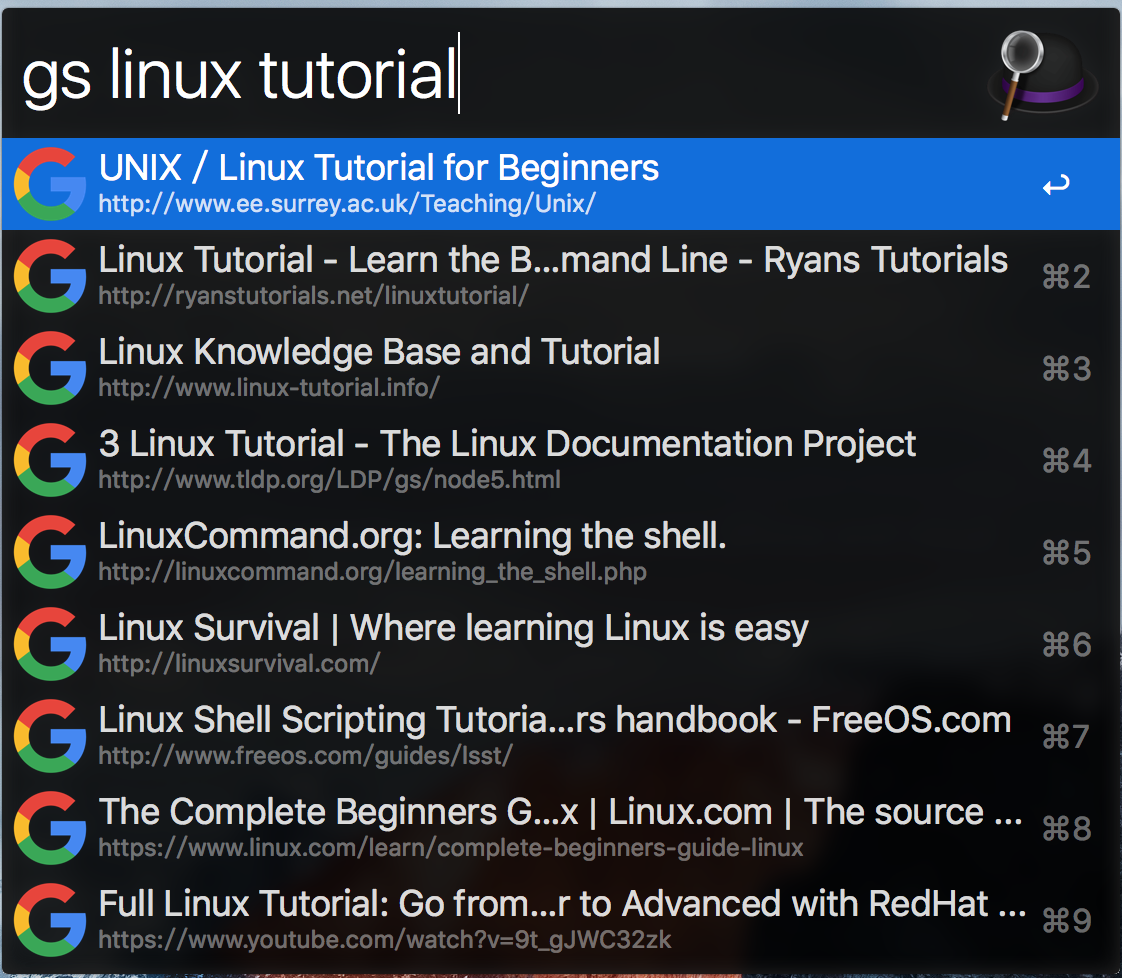 gs linux tutorial
UNIX / Linux Tutorial for Beginners
http://www.ee.surrey.ac.uk/Teaching/Unix/
Linux Tutorial - Learn the B...mand Line - Ryans Tutorials
⌘2
http://ryanstutorials.net/linuxtutorial/
Linux Knowledge Base and Tutorial
⌘3
http://www.linux-tutorial.info/
3 Linux Tutorial - The Linux Documentation Project
⌘4
http://www.tldp.org/LDP/gs/node5.html
LinuxCommand.org: Learning the shell.
⌘5
http://linuxcommand.org/learning_the_shell.php
Linux Survival | Where learning Linux is easy
⌘6
http://linuxsurvival.com/
Linux Shell Scripting Tutoria...rs handbook - FreeOS.com
⌘7
http://www.freeos.com/guides/lsst/
The Complete Beginners G...x | Linux.com | The source ...
⌘8
https://www.linux.com/learn/complete-beginners-guide-linux
Full Linux Tutorial: Go from...r to Advanced with RedHat ...
⌘9
https://www.youtube.com/watch?v=9t_gJWC32zk